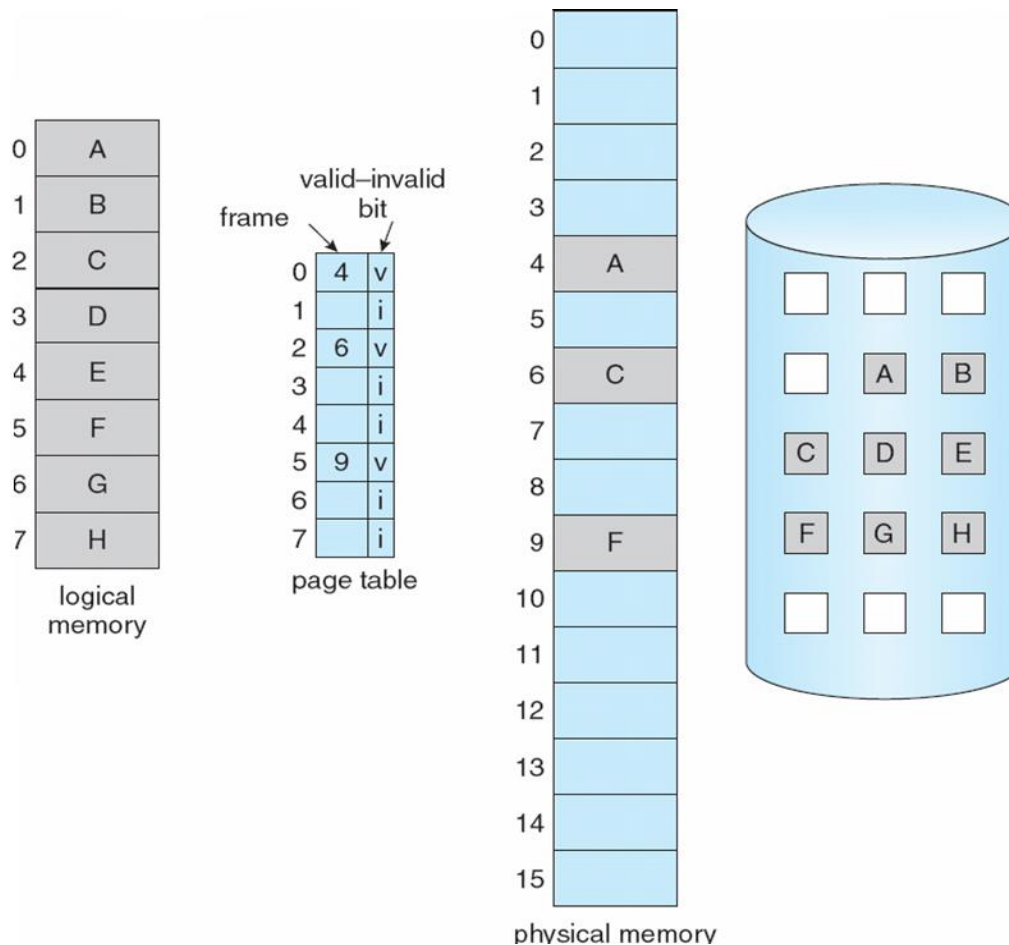 0 A
1 B
2 C
3 D
4 E
5 F
6 G
7 H
logical
memory
valid–invalid
bit
frame
0 4 v
1 i
2 6 v
3 i
4 i
5 9 v
6 i
7 i
page table
0
1
2
3
4 A
5
6 C
7
8
9 F
10
11
12
13
14
15
physical memory
A B
C D E
F G H